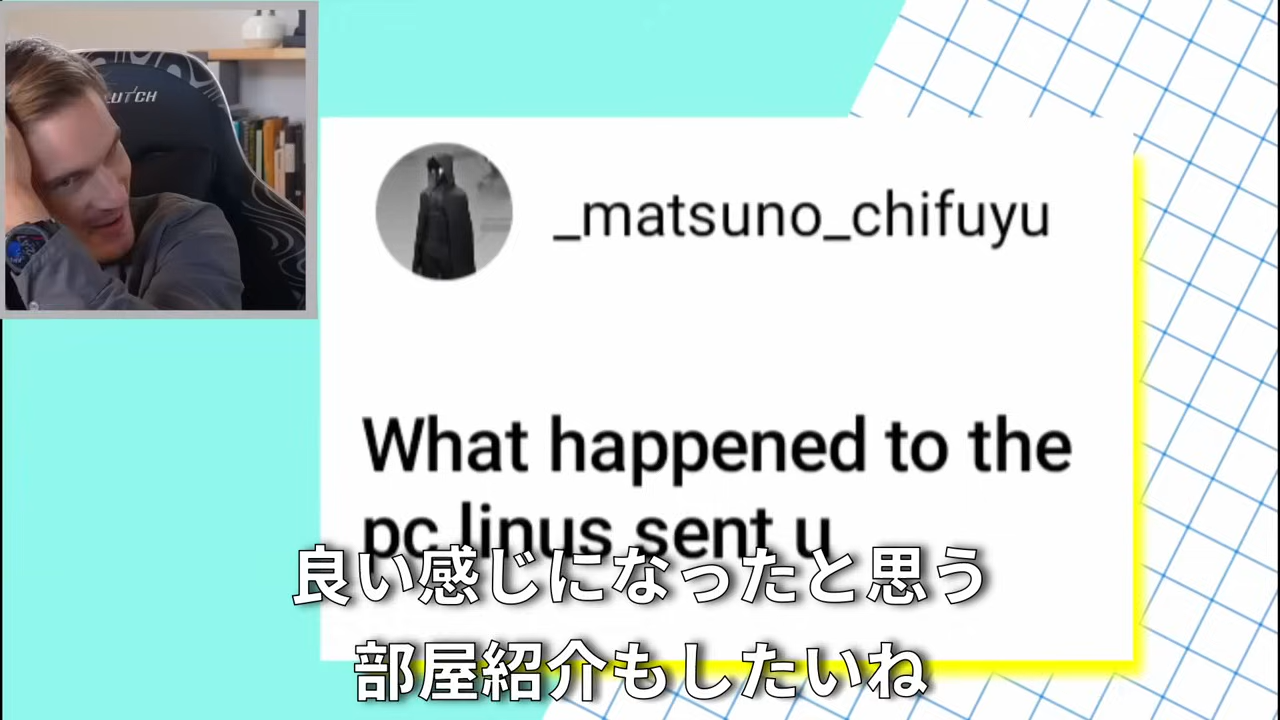 LUTCH
_matsuno_chifuyu
What happened to the
pc linus sent u
良い感じになったと思う
部屋紹介もしたいね